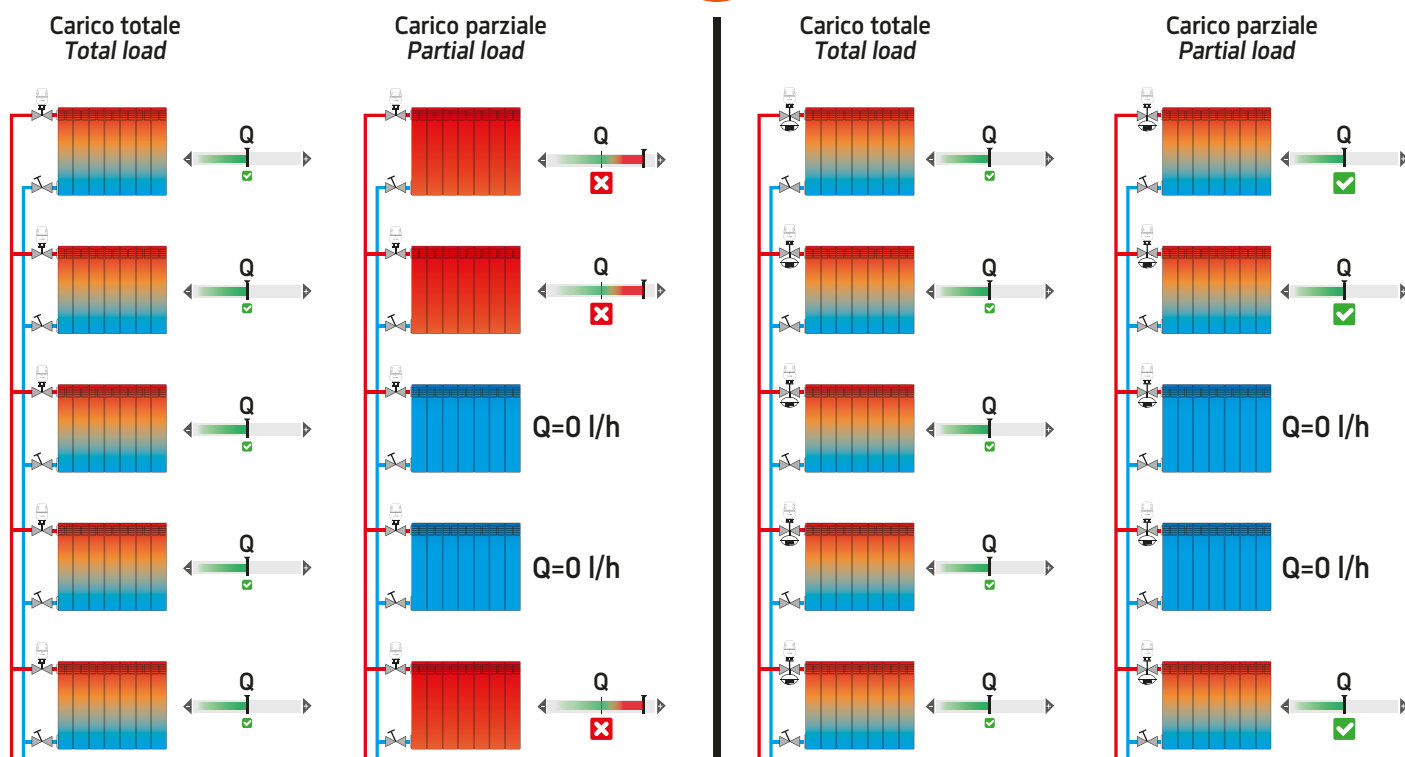 Carico totale
Total load
Carico parziale
Partial load
Carico totale
Total load
Carico parziale
Partial load
Q
Q
Q
Q
Q
Q
Q
Q
Q
Q=0 l/h
Q
Q=0 l/h
Q
Q=0 l/h
Q
Q=0 l/h
Q
Q
Q
Q